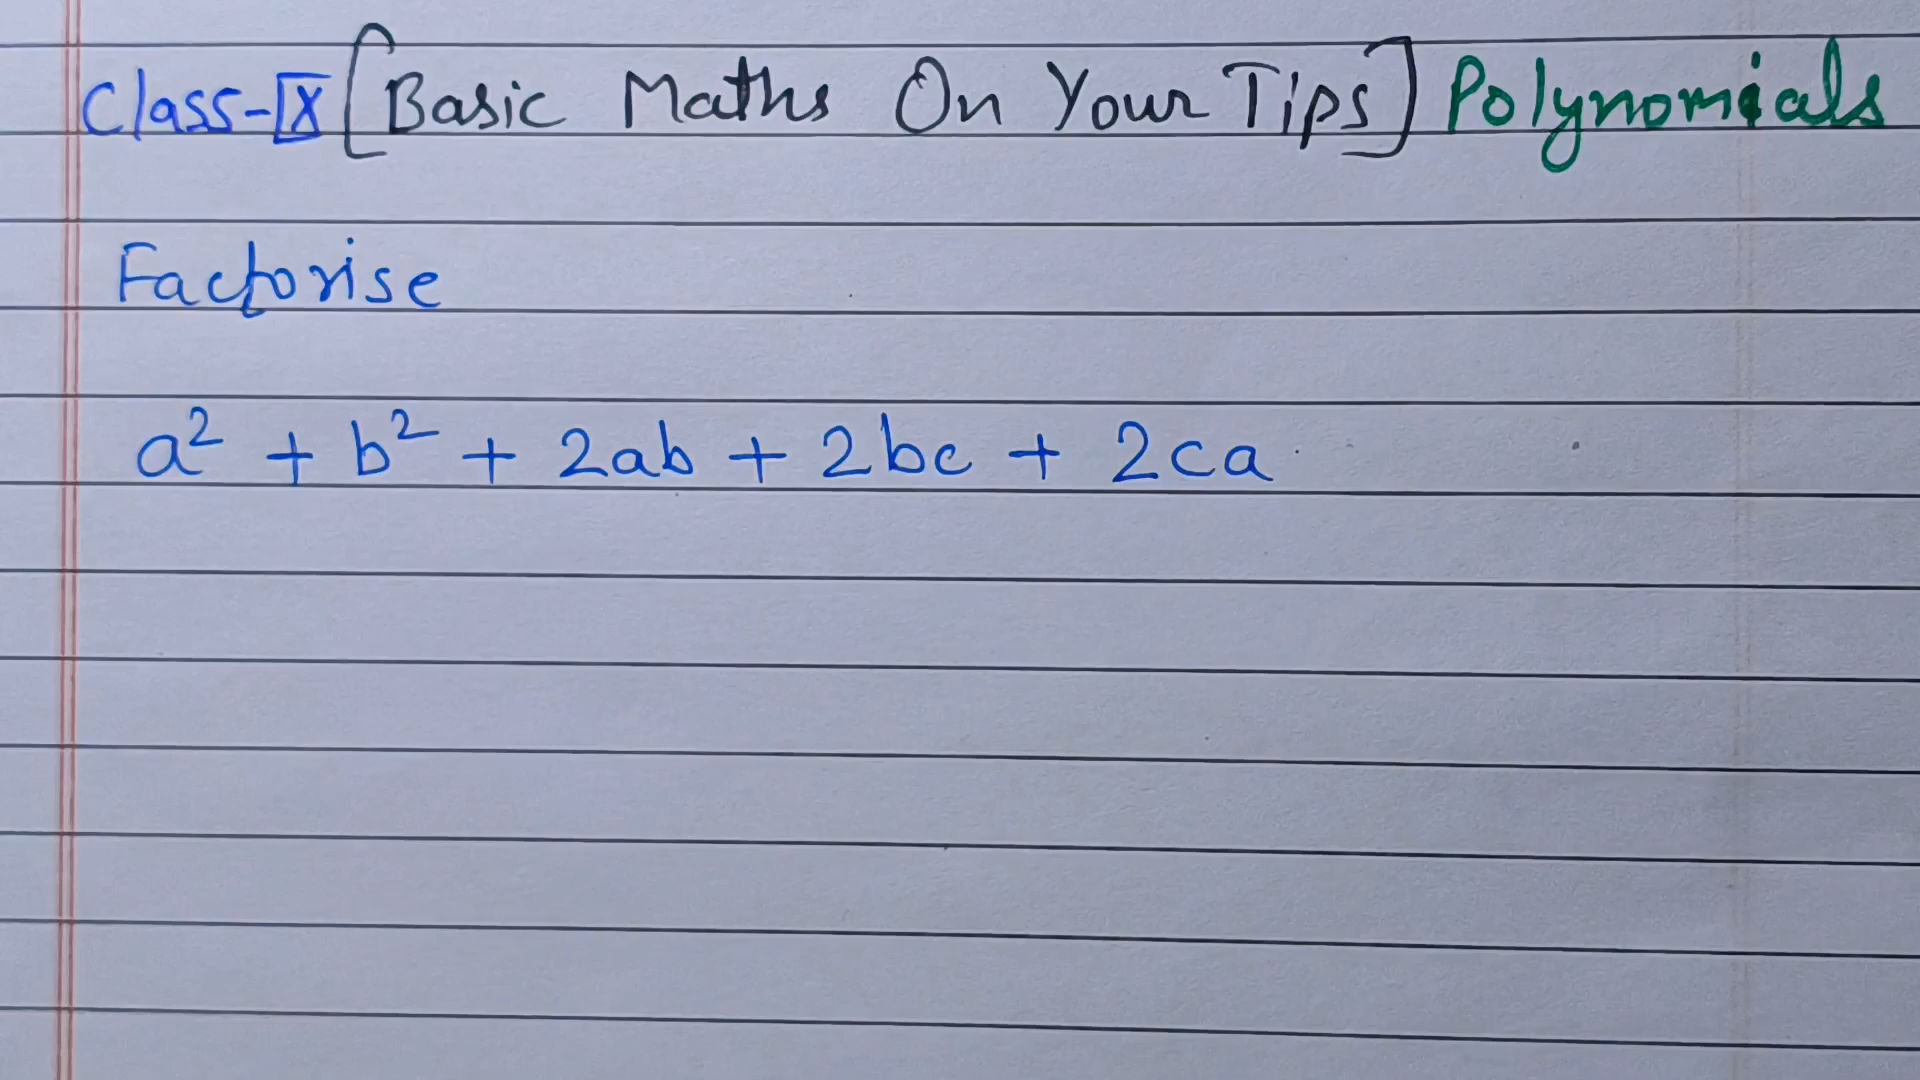 Class-IX [Basic Maths On Your Tips] Polynomials
Factorise
a² + b² + 2ab + 2bc + 2ca